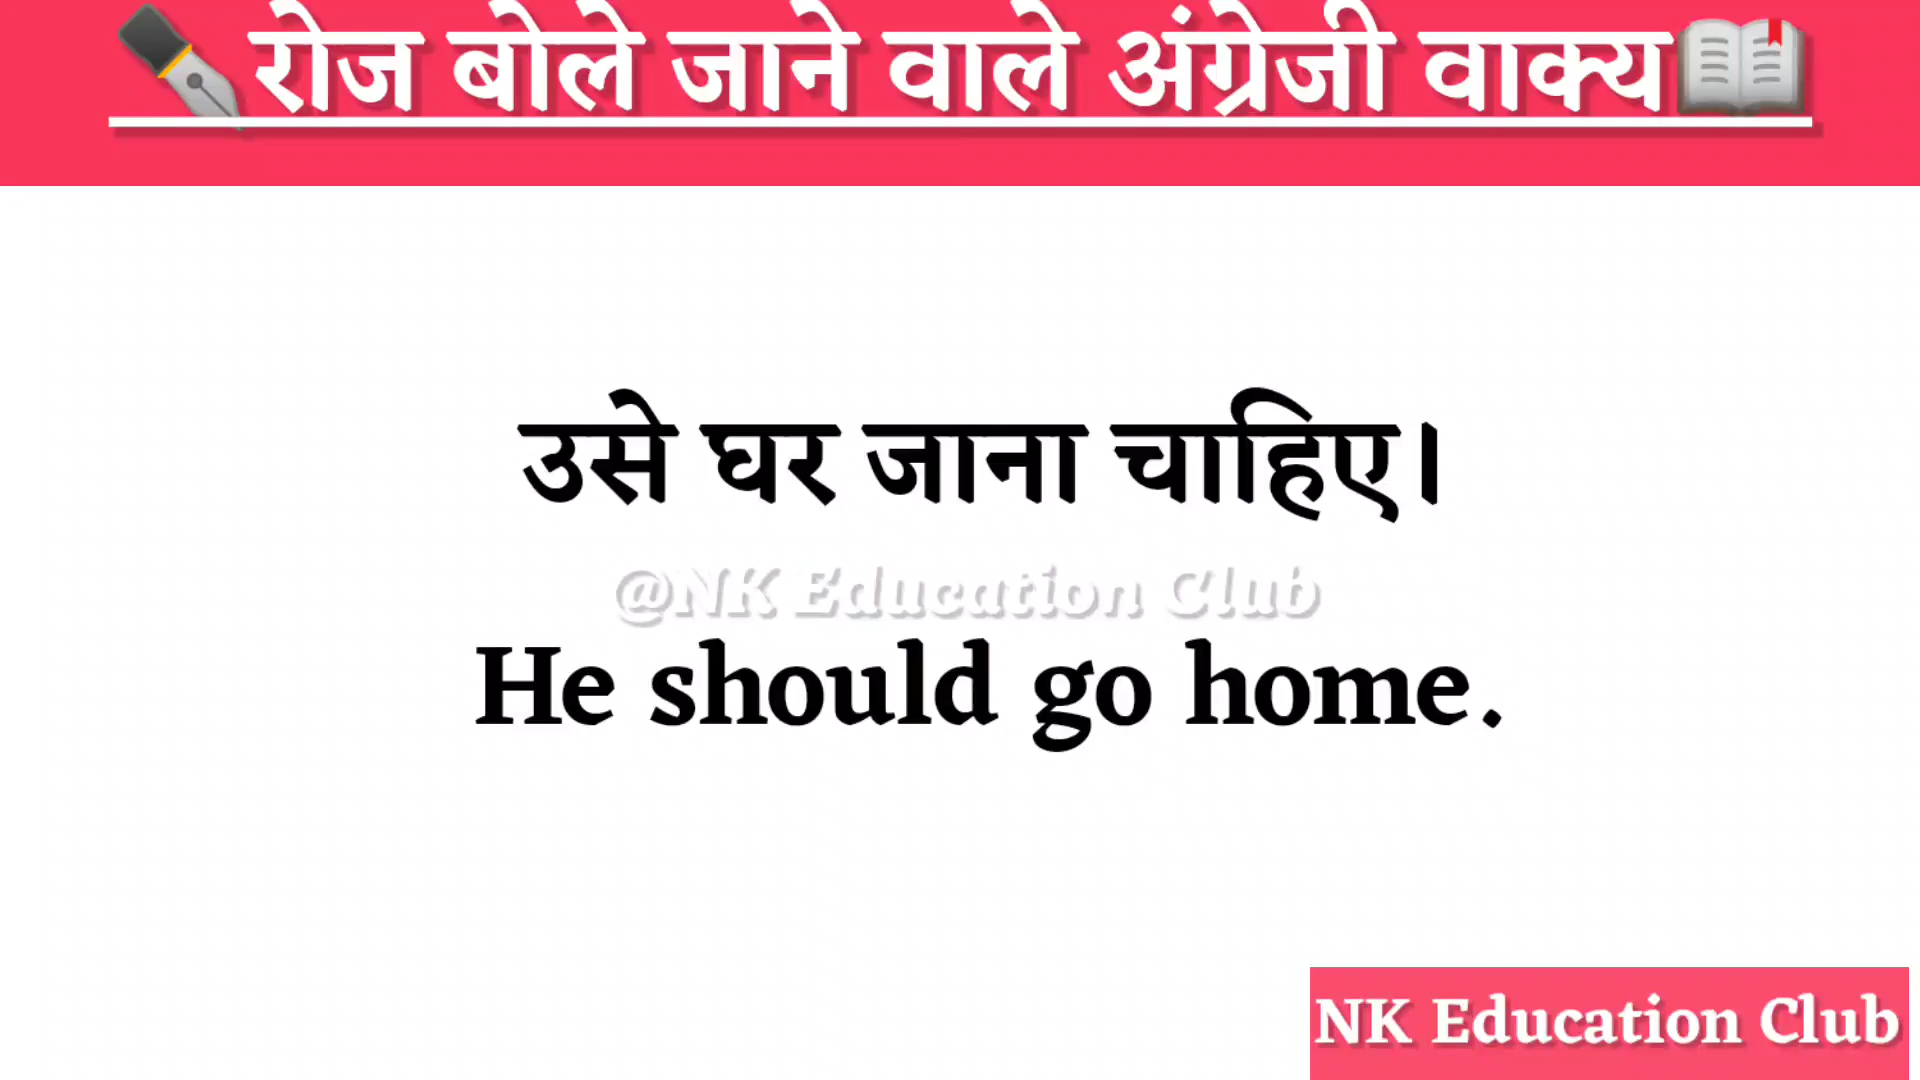 रोज बोले जाने वाले अंग्रेजी वाक्य
उसे घर जाना चाहिए।
@NK Education Club
He should go home.
NK Education Club